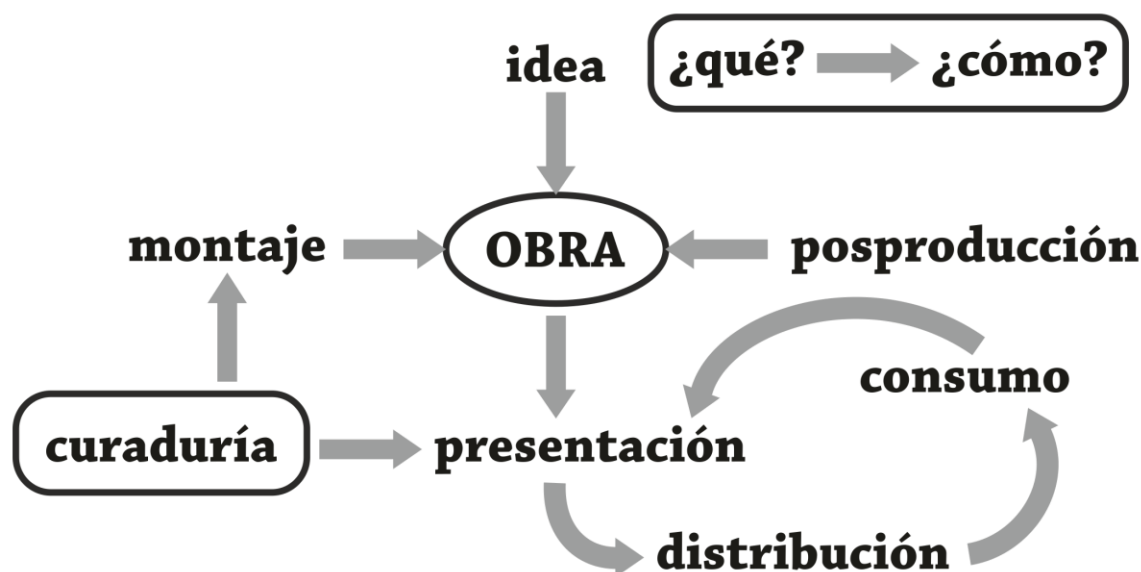 idea
¿qué? ¿cómo?
montaje
OBRA
posproducción
consumo
curaduría
presentación
distribución